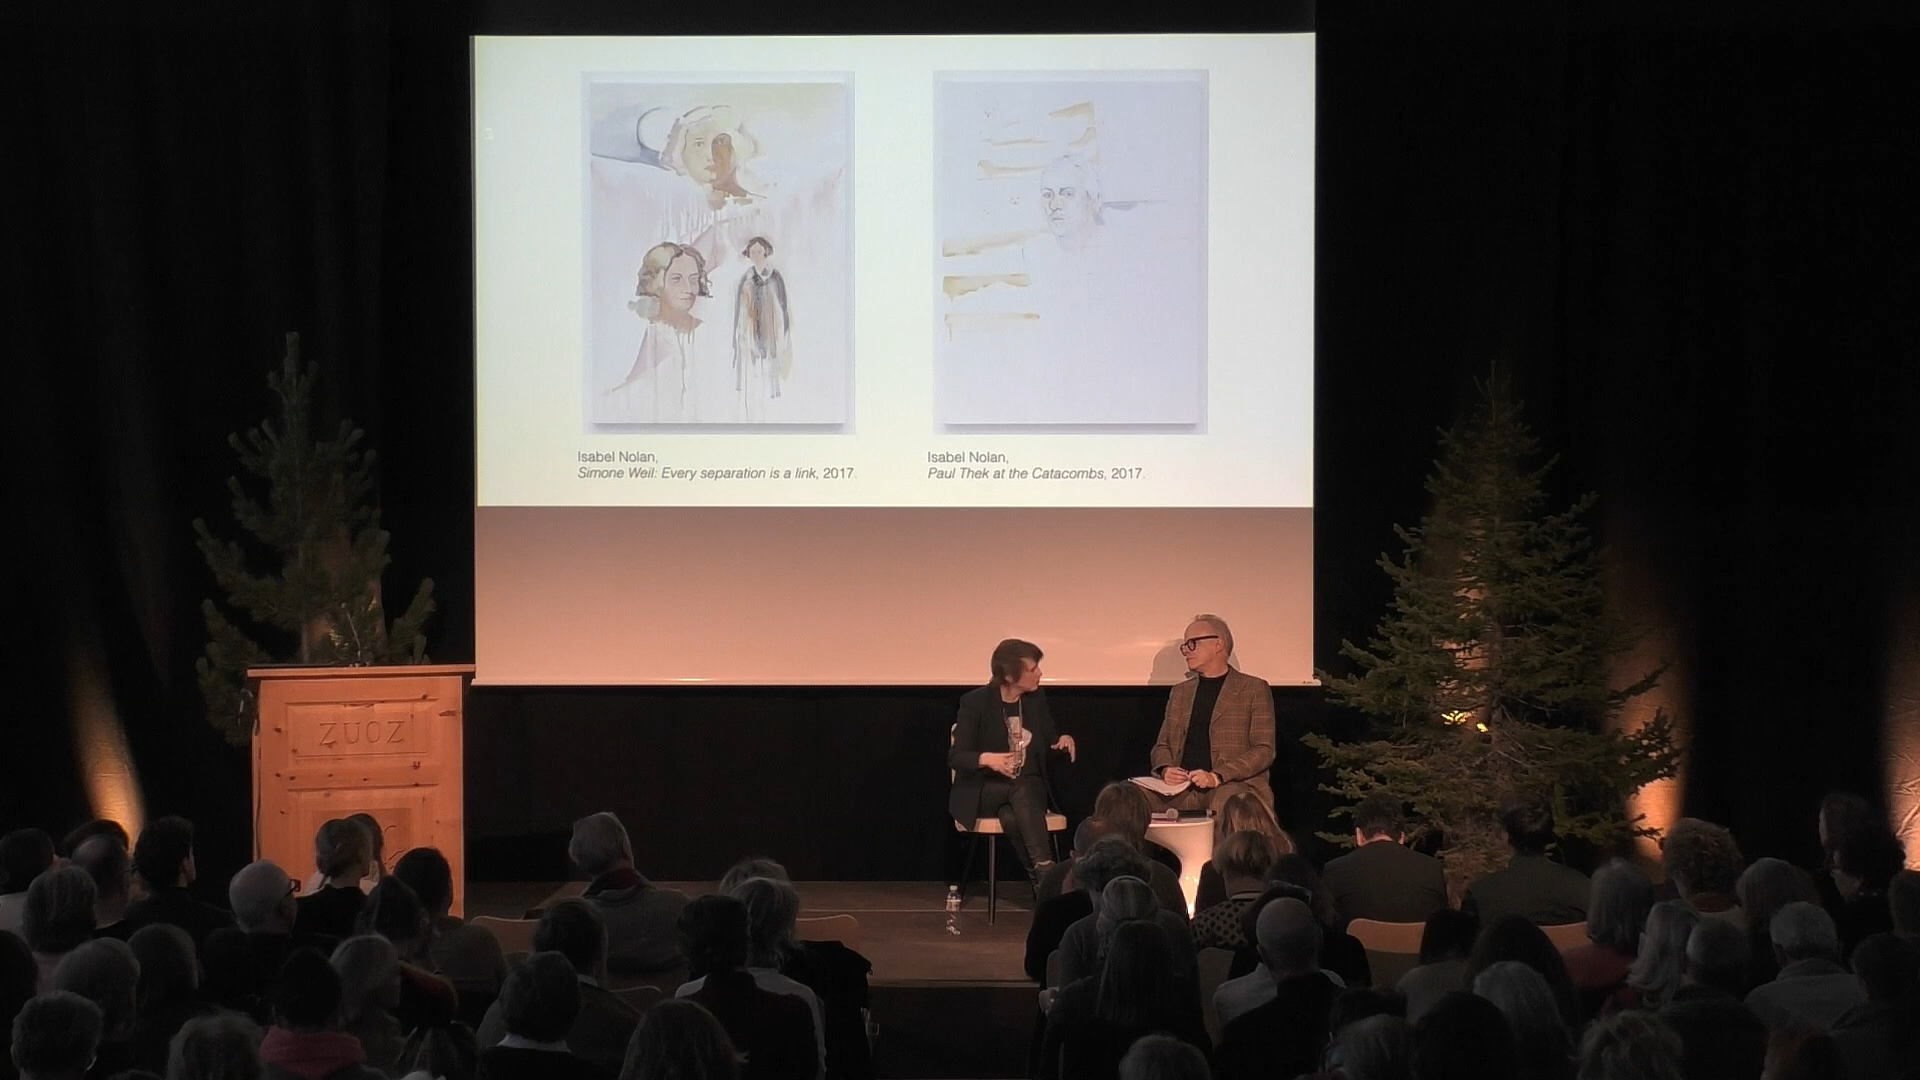 Isabel Nolan,
Simone Weil: Every separation is a link, 2017.
Isabel Nolan,
Paul Thek at the Catacombs, 2017.
ZUOZ